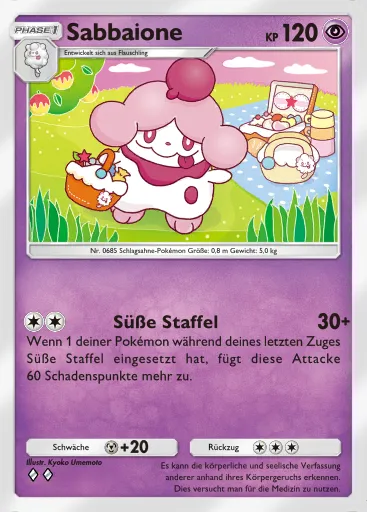 PHASE 1
Sabbaione
KP 120
Entwickelt sich aus Flauschling
Nr. 0685 Schlagsahne-Pokémon Größe: 0,8 m Gewicht: 5,0 kg
Süße Staffel 30+
Wenn 1 deiner Pokémon während deines letzten Zuges
Süße Staffel eingesetzt hat, fügt diese Attacke
60 Schadenspunkte mehr zu.
Schwäche +20 Rückzug
Illustr. Kyoko Umemoto
Es kann die körperliche und seelische Verfassung
anderer anhand ihres Körpergeruchs erkennen.
Dies versucht man für die Medizin zu nutzen.